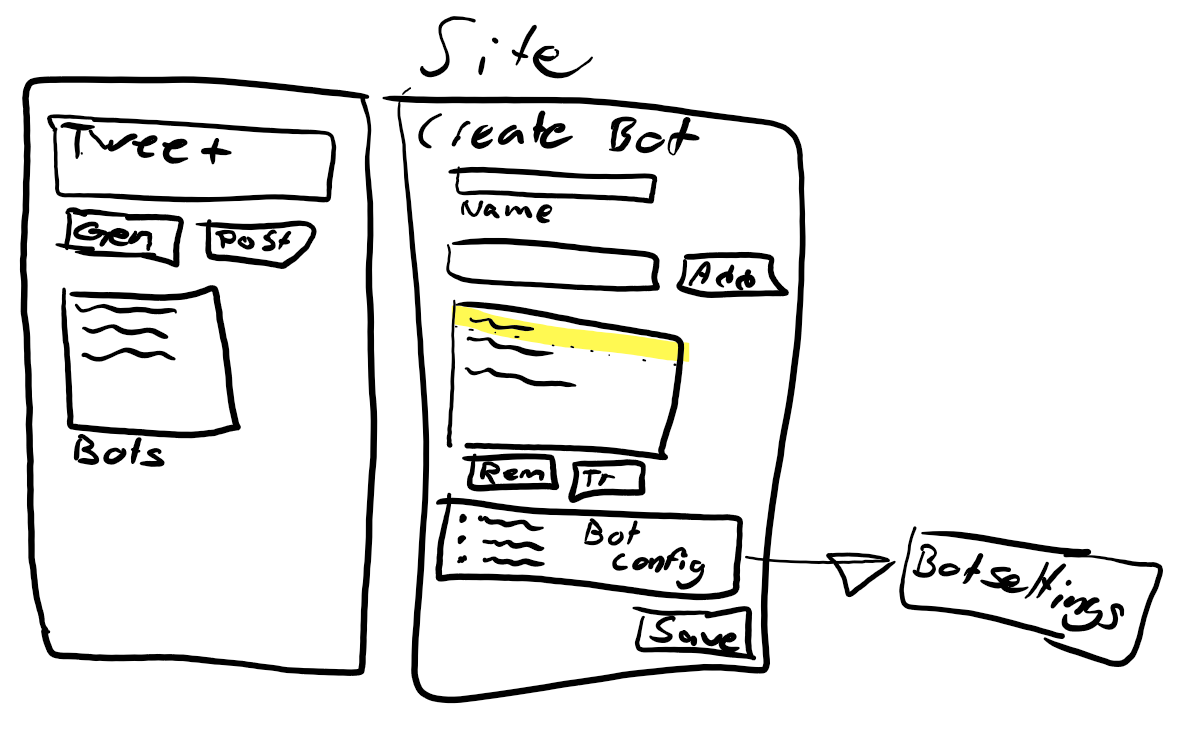 Site
Tweet
Gen
Post
Bots
Create Bot
Name
Add
Rem
Tr
Bot
config
Save
Botsettings